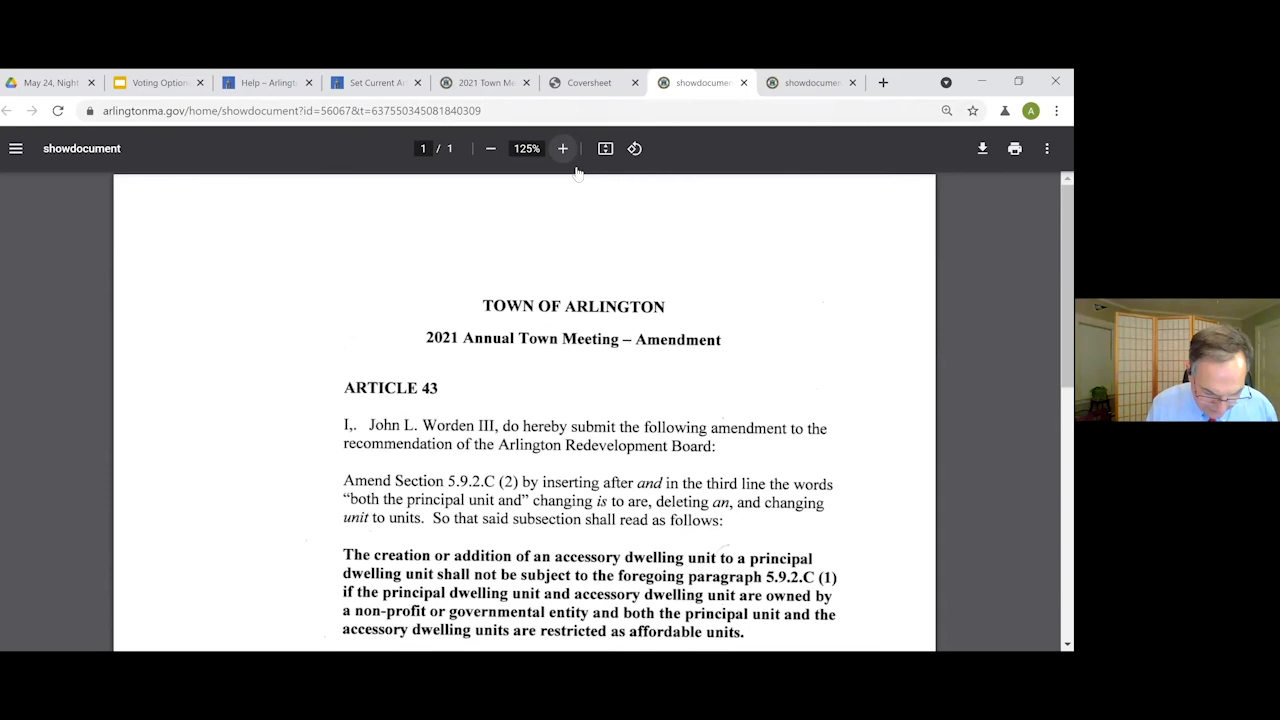 May 24, Night
Voting Option
Help – Arlingt
Set Current A
2021 Town Me
Coversheet
showdocumen
showdocumen
arlingtonma.gov/home/showdocument?id=56067&t=637550345081840309
A
showdocument
1 / 1
125%
TOWN OF ARLINGTON
2021 Annual Town Meeting – Amendment
ARTICLE 43
I,. John L. Worden III, do hereby submit the following amendment to the
recommendation of the Arlington Redevelopment Board:
Amend Section 5.9.2.C (2) by inserting after and in the third line the words
“both the principal unit and” changing is to are, deleting an, and changing
unit to units. So that said subsection shall read as follows:
The creation or addition of an accessory dwelling unit to a principal
dwelling unit shall not be subject to the foregoing paragraph 5.9.2.C (1)
if the principal dwelling unit and accessory dwelling unit are owned by
a non-profit or governmental entity and both the principal unit and the
accessory dwelling units are restricted as affordable units.